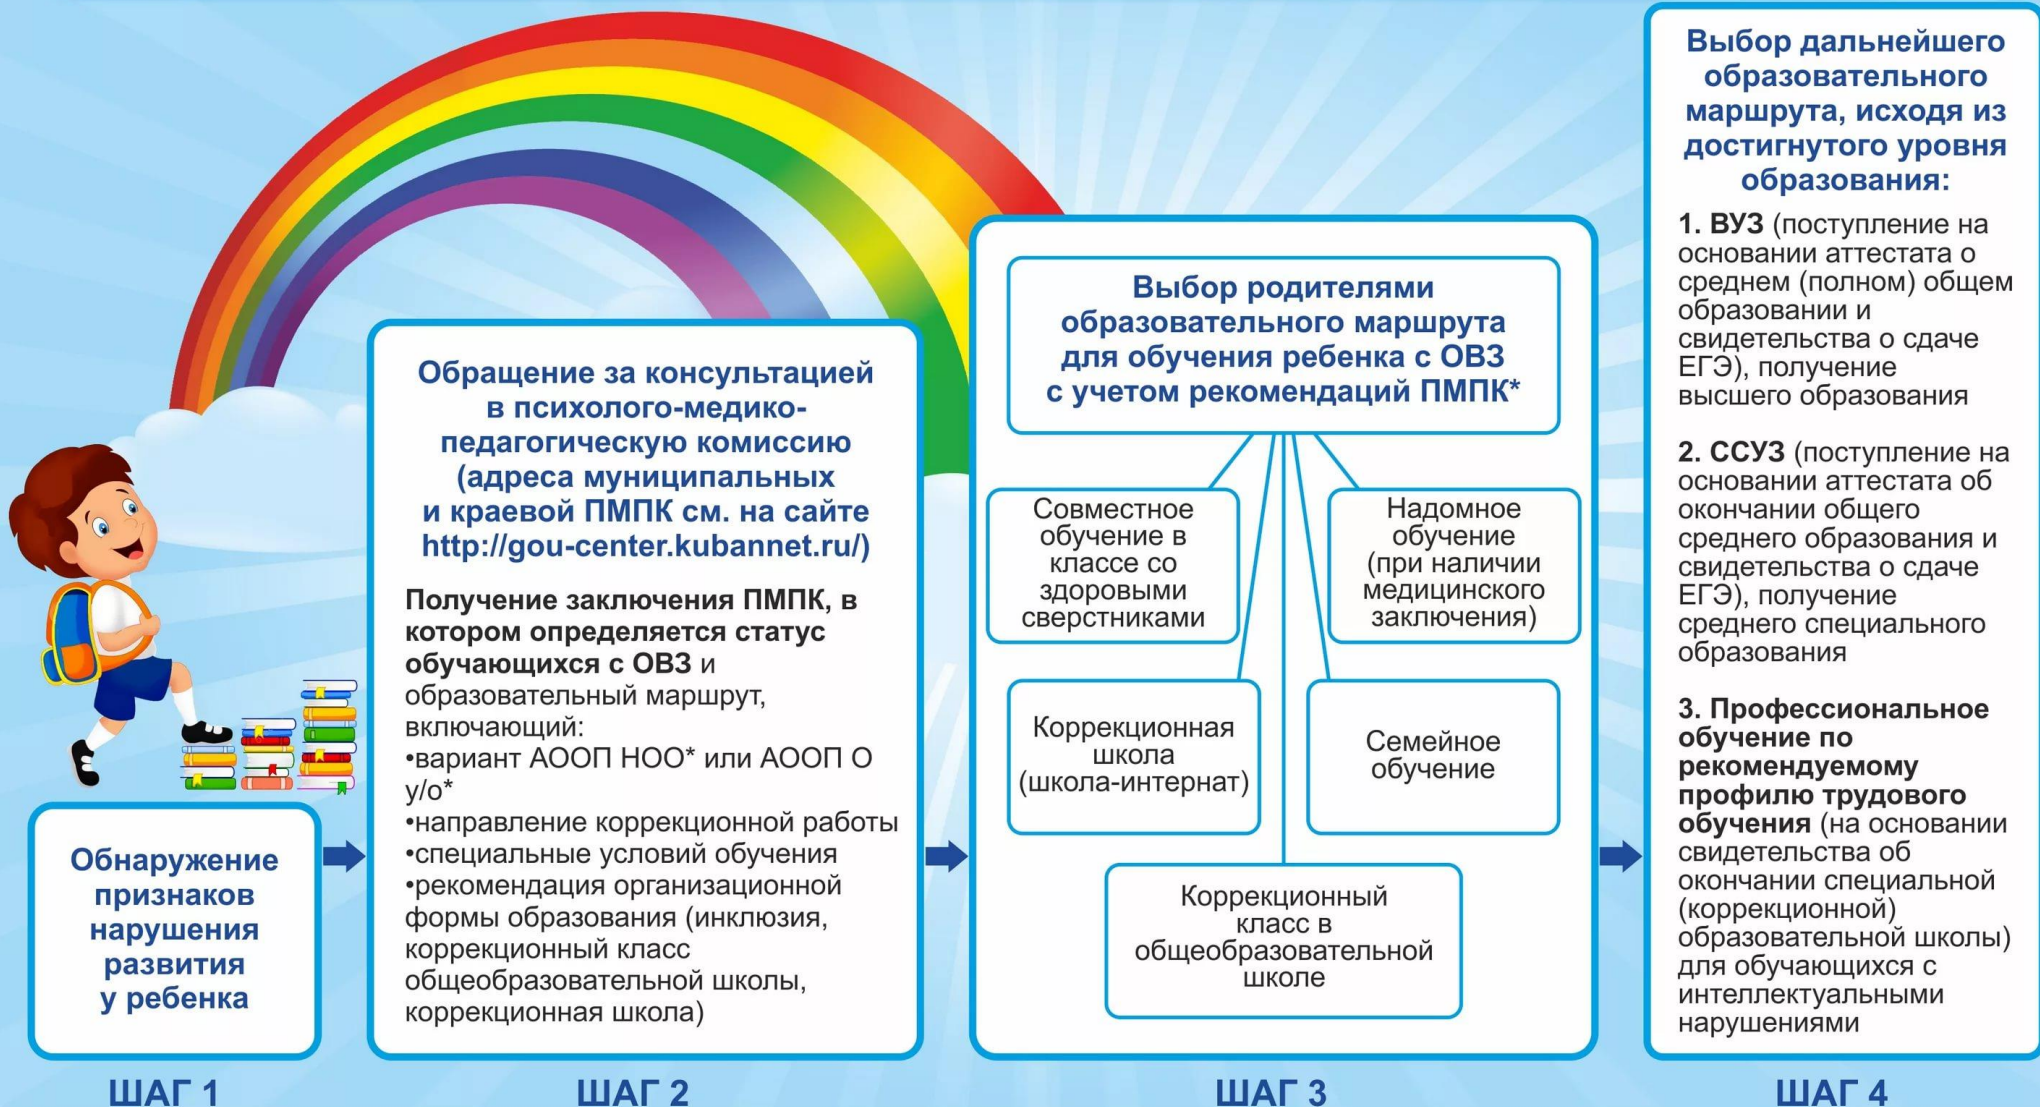 Обнаружение
признаков
нарушения
развития
у ребенка
ШАГ 1
Обращение за консультацией
в психолого-медико-
педагогическую комиссию
(адреса муниципальных
и краевой ПМПК см. на сайте
http://gou-center.kubannet.ru/)
Получение заключения ПМПК, в
котором определяется статус
обучающихся с ОВЗ и
образовательный маршрут,
включающий:
•вариант АООП НОО* или АООП О
у/о*
•направление коррекционной работы
•специальные условий обучения
•рекомендация организационной
формы образования (инклюзия,
коррекционный класс
общеобразовательной школы,
коррекционная школа)
ШАГ 2
Выбор родителями
образовательного маршрута
для обучения ребенка с ОВЗ
с учетом рекомендаций ПМПК*
Совместное
обучение в
классе со
здоровыми
сверстниками
Надомное
обучение
(при наличии
медицинского
заключения)
Коррекционная
школа
(школа-интернат)
Семейное
обучение
Коррекционный
класс в
общеобразовательной
школе
ШАГ 3
Выбор дальнейшего
образовательного
маршрута, исходя из
достигнутого уровня
образования:
1. ВУЗ (поступление на
основании аттестата о
среднем (полном) общем
образовании и
свидетельства о сдаче
ЕГЭ), получение
высшего образования
2. ССУЗ (поступление на
основании аттестата об
окончании общего
среднего образования и
свидетельства о сдаче
ЕГЭ), получение
среднего специального
образования
3. Профессиональное
обучение по
рекомендуемому
профилю трудового
обучения (на основании
свидетельства об
окончании специальной
(коррекционной)
образовательной школы)
для обучающихся с
интеллектуальными
нарушениями
ШАГ 4